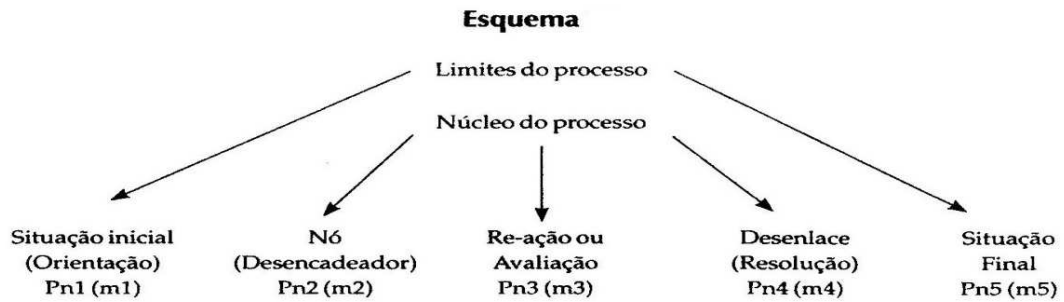 Esquema
Limites do processo
Núcleo do processo
Situação inicial
(Orientação)
Pn1 (m1)
Nó
(Desencadeador)
Pn2 (m2)
Re-ação ou
Avaliação
Pn3 (m3)
Desenlace
(Resolução)
Pn4 (m4)
Situação
Final
Pn5 (m5)